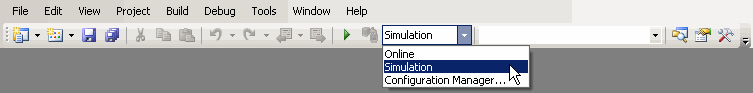 File Edit View Project Build Debug Tools Window Help
Simulation
Online
Simulation
Configuration Manager...